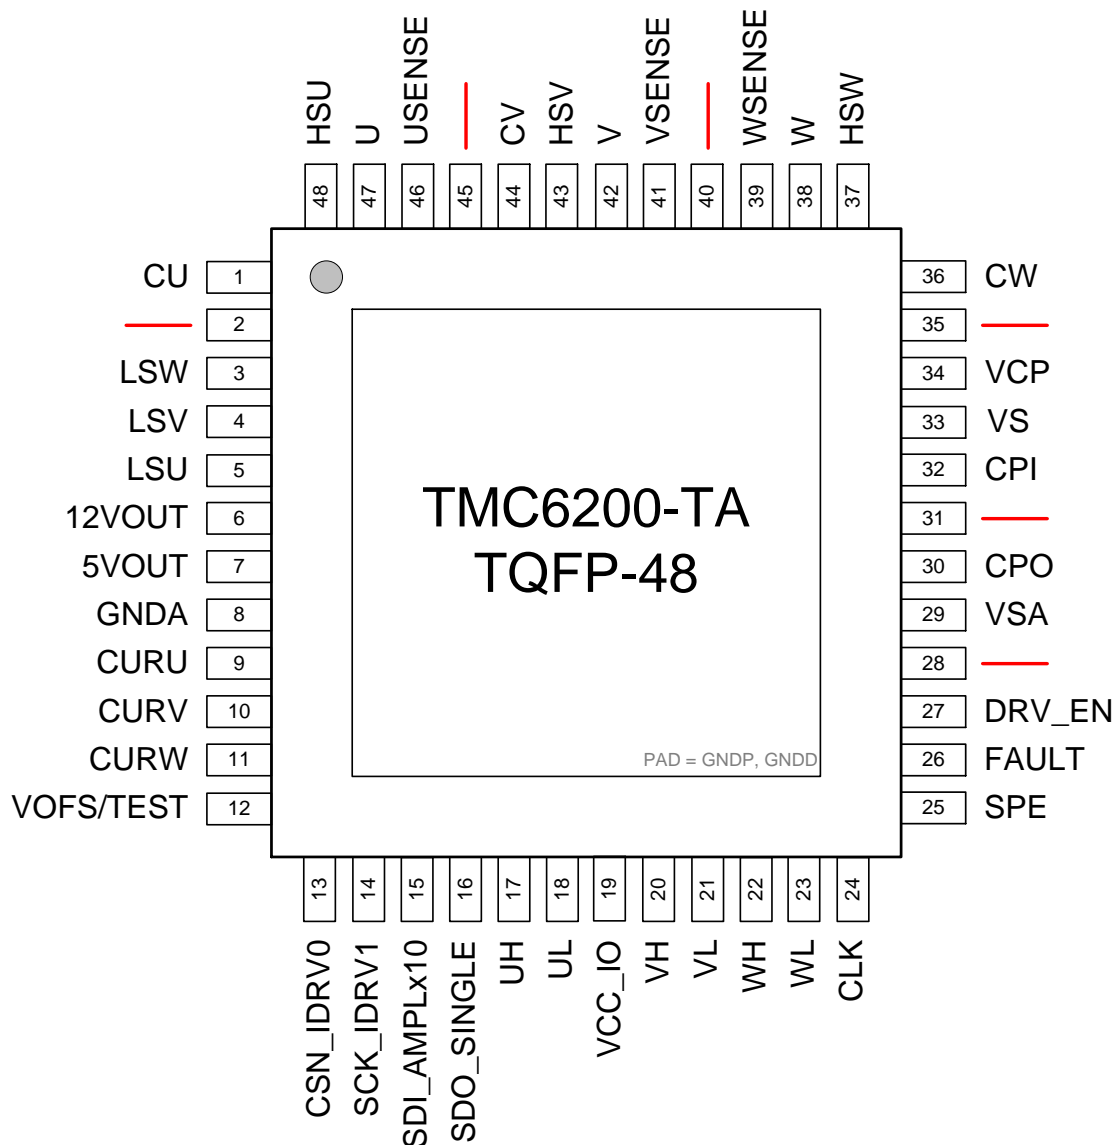 HSU
U
USENSE
CV
HSV
V
VSENSE
WSENSE
W
HSW
48
47
46
45
44
43
42
41
40
39
38
37
CU 1
2
LSW 3
LSV 4
LSU 5
12VOUT 6
5VOUT 7
GNDA 8
CURU 9
CURV 10
CURW 11
VOFS/TEST 12
TMC6200-TA
TQFP-48
PAD = GNDP, GNDD
36 CW
35
34 VCP
33 VS
32 CPI
31
30 CPO
29 VSA
28
27 DRV_EN
26 FAULT
25 SPE
13
14
15
16
17
18
19
20
21
22
23
24
CSN_IDRV0
SCK_IDRV1
SDI_AMPLx10
SDO_SINGLE
UH
UL
VCC_IO
VH
VL
WH
WL
CLK